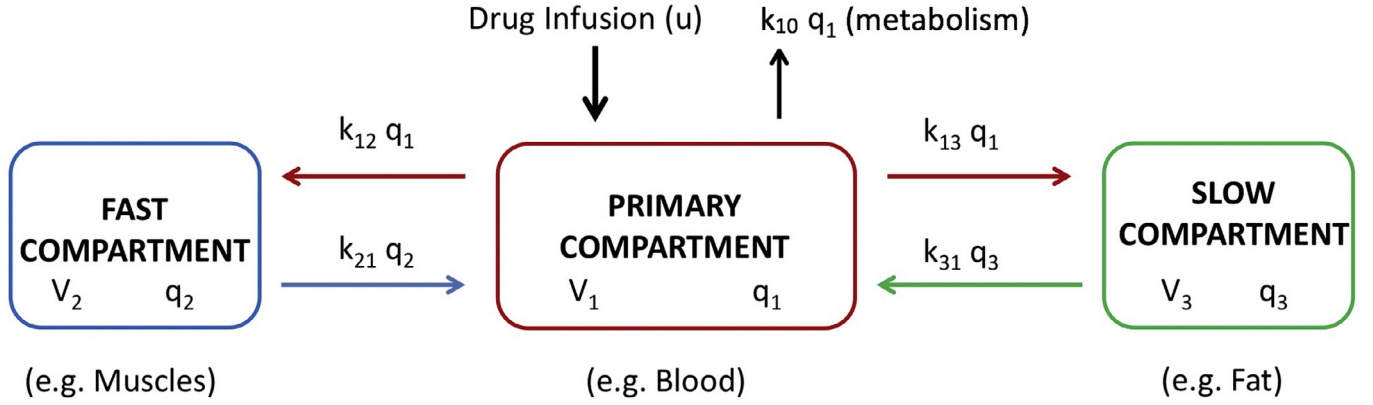 Drug Infusion (u)
k₁₀ q₁ (metabolism)
k₁₂ q₁
k₁₃ q₁
FAST
COMPARTMENT
V₂ q₂
k₂₁ q₂
PRIMARY
COMPARTMENT
V₁ q₁
k₃₁ q₃
SLOW
COMPARTMENT
V₃ q₃
(e.g. Muscles)
(e.g. Blood)
(e.g. Fat)